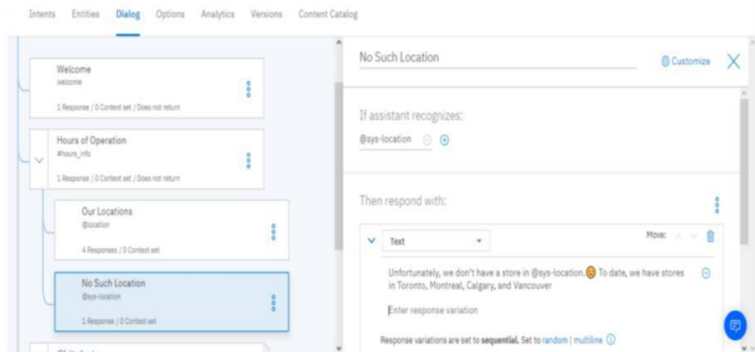 Intents Entities Dialog Options Analytics Versions Content Catalog
Welcome
welcome
1 Response / 0 Context set / Does not return
Hours of Operation
#hours_info
1 Response / 0 Context set / Does not return
Our Locations
@location
4 Responses / 0 Context set
No Such Location
@sys-location
1 Response / 0 Context set
No Such Location
Customize
If assistant recognizes:
@sys-location
Then respond with:
Text
Move:
Unfortunately, we don't have a store in @sys-location.😟 To date, we have stores
in Toronto, Montreal, Calgary, and Vancouver
Enter response variation
Response variations are set to sequential. Set to random | multiline